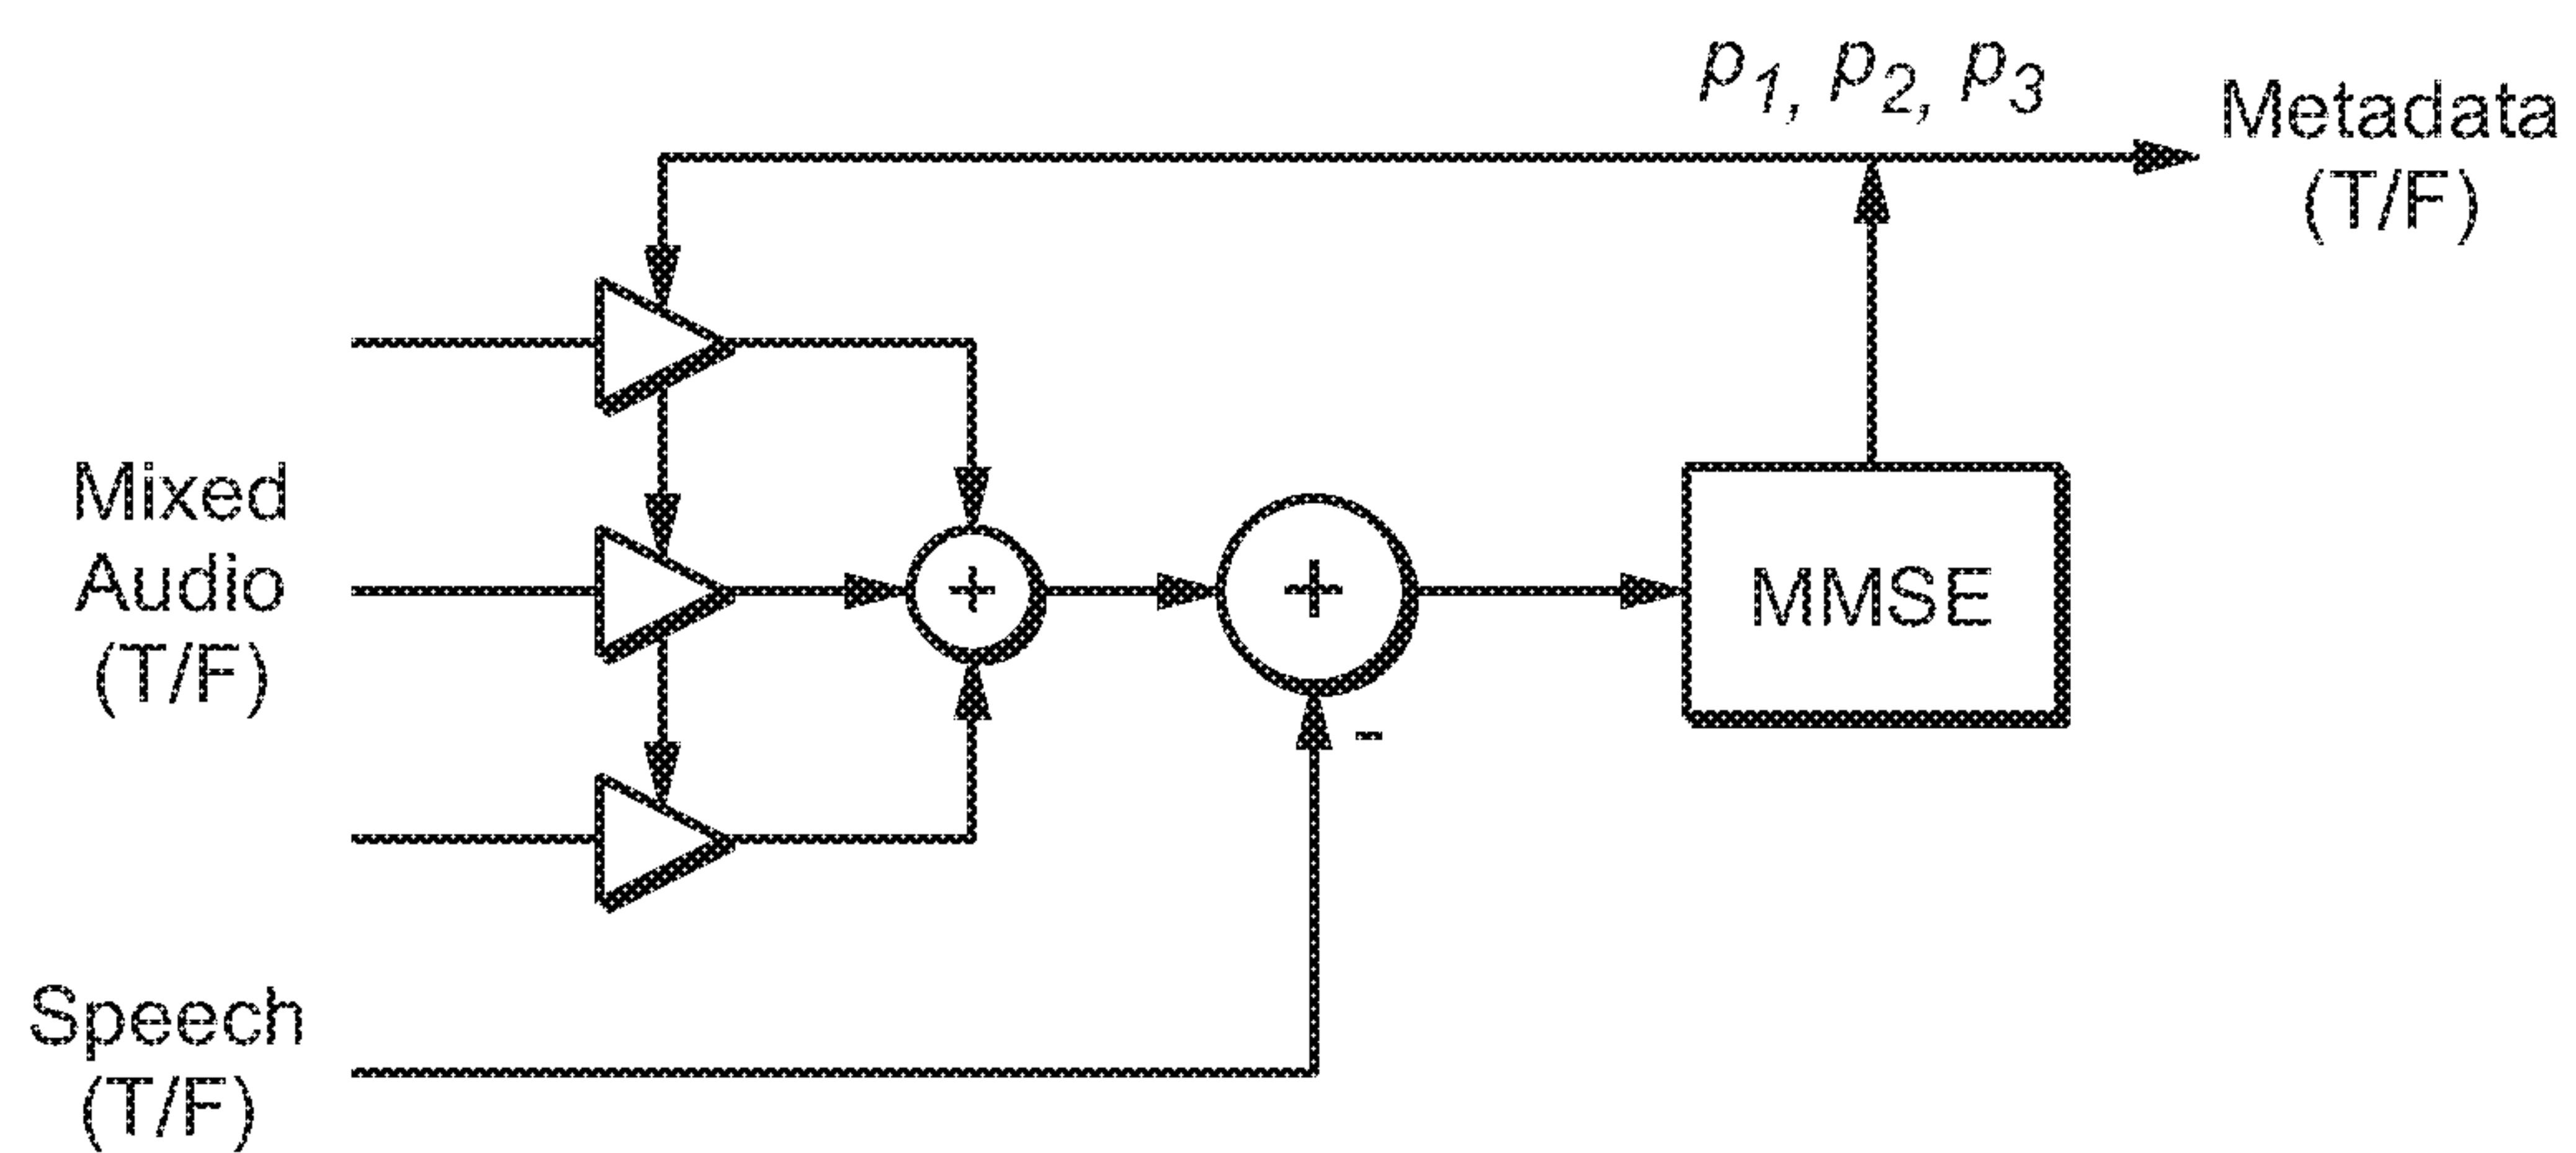 p1, p2, p3
Metadata
(T/F)
Mixed
Audio
(T/F)
+
+
MMSE
-
Speech
(T/F)